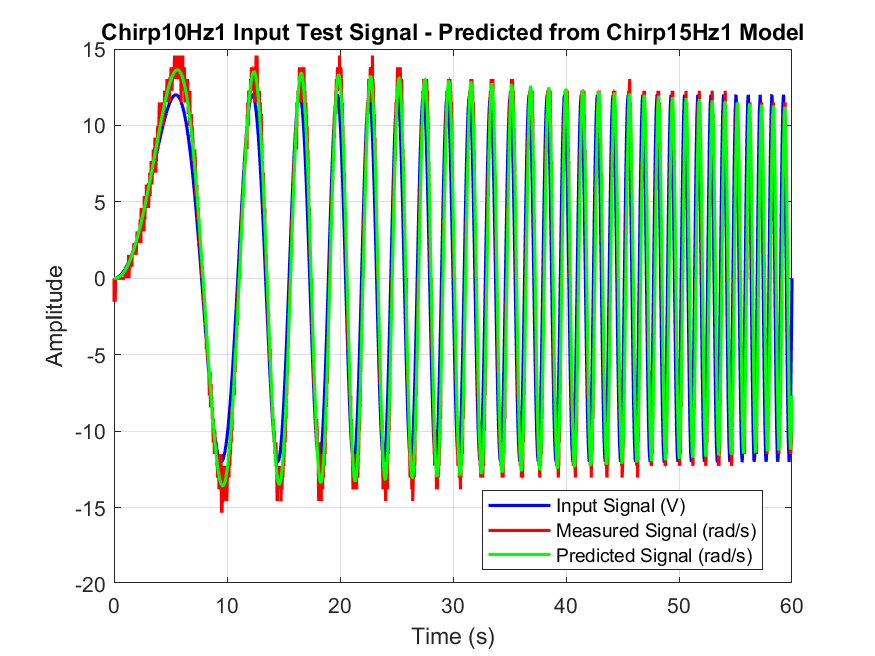 Chirp10Hz1 Input Test Signal - Predicted from Chirp15Hz1 Model
15
10
5
0
-5
-10
-15
-20
Amplitude
Input Signal (V)
Measured Signal (rad/s)
Predicted Signal (rad/s)
0 10 20 30 40 50 60
Time (s)